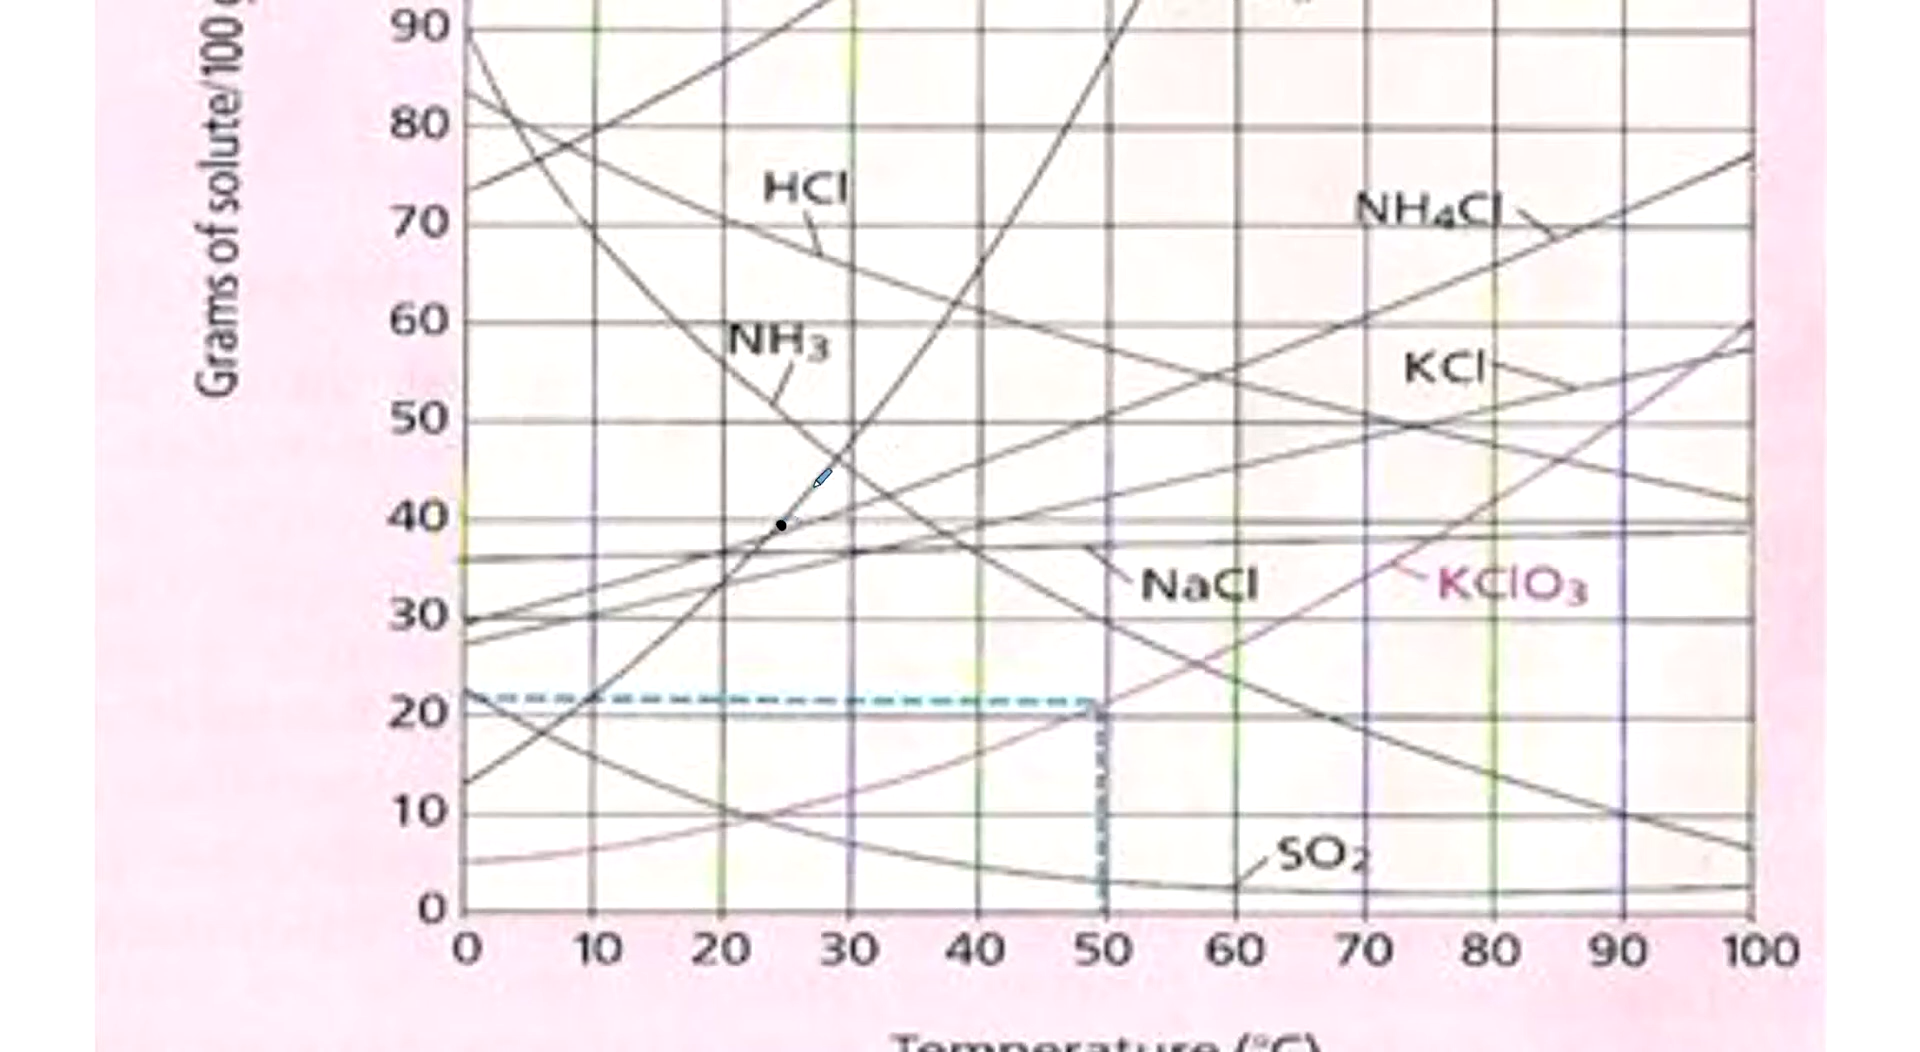 Grams of solute/100 g
90
80
70
60
50
40
30
20
10
0
HCl
NH₄Cl
NH₃
KCl
NaCl
KClO₃
SO₂
0 10 20 30 40 50 60 70 80 90 100
Temperature (°C)